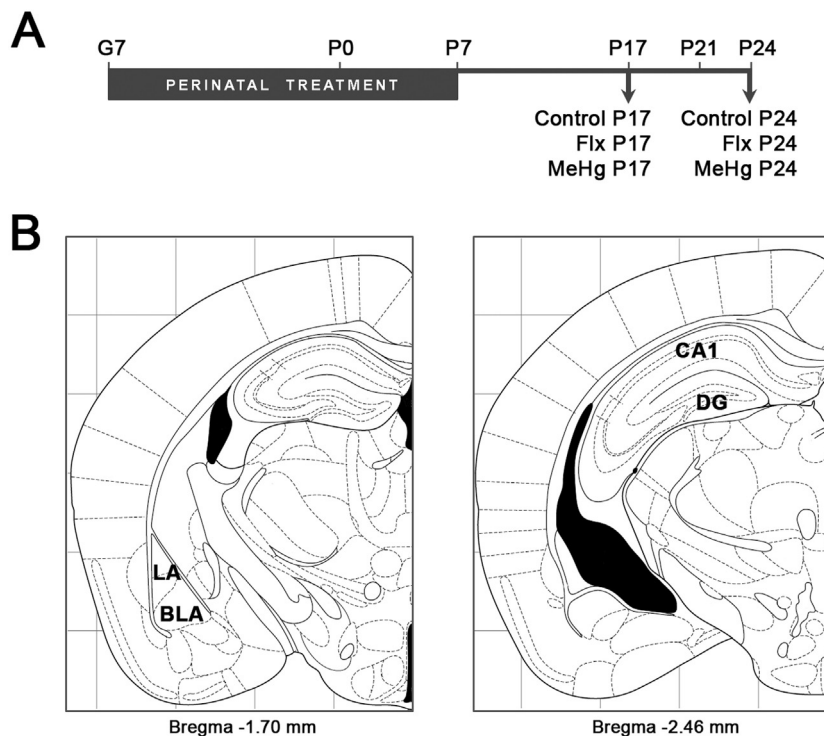 A
G7 P0 P7 P17 P21 P24
PERINATAL TREATMENT
Control P17 Control P24
Flx P17 Flx P24
MeHg P17 MeHg P24
B
CA1
DG
LA
BLA
Bregma -1.70 mm Bregma -2.46 mm